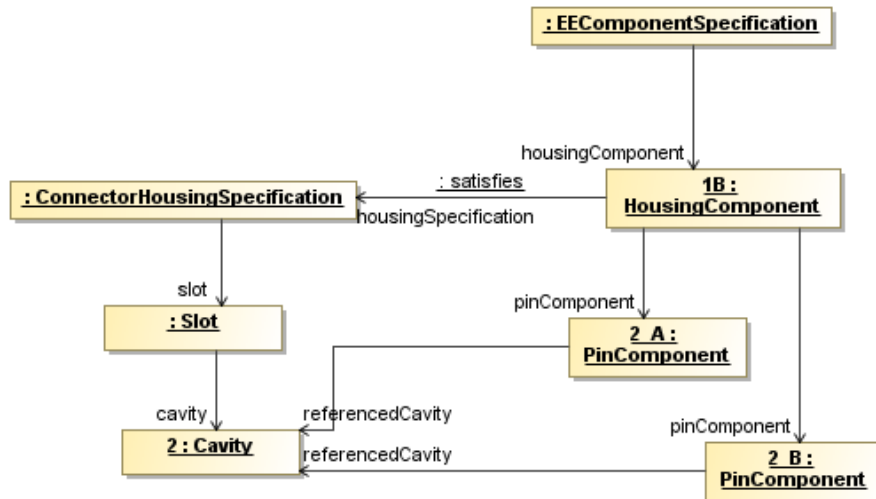 : EEComponentSpecification
housingComponent
1B :
HousingComponent
: satisfies
: ConnectorHousingSpecification
housingSpecification
slot
: Slot
pinComponent
2_A :
PinComponent
cavity
referencedCavity
2 : Cavity
referencedCavity
pinComponent
2_B :
PinComponent